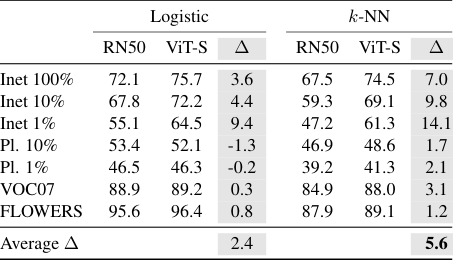 Logistic k-NN
RN50 ViT-S Δ RN50 ViT-S Δ
Inet 100% 72.1 75.7 3.6 67.5 74.5 7.0
Inet 10% 67.8 72.2 4.4 59.3 69.1 9.8
Inet 1% 55.1 64.5 9.4 47.2 61.3 14.1
Pl. 10% 53.4 52.1 -1.3 46.9 48.6 1.7
Pl. 1% 46.5 46.3 -0.2 39.2 41.3 2.1
VOC07 88.9 89.2 0.3 84.9 88.0 3.1
FLOWERS 95.6 96.4 0.8 87.9 89.1 1.2
Average Δ 2.4 5.6